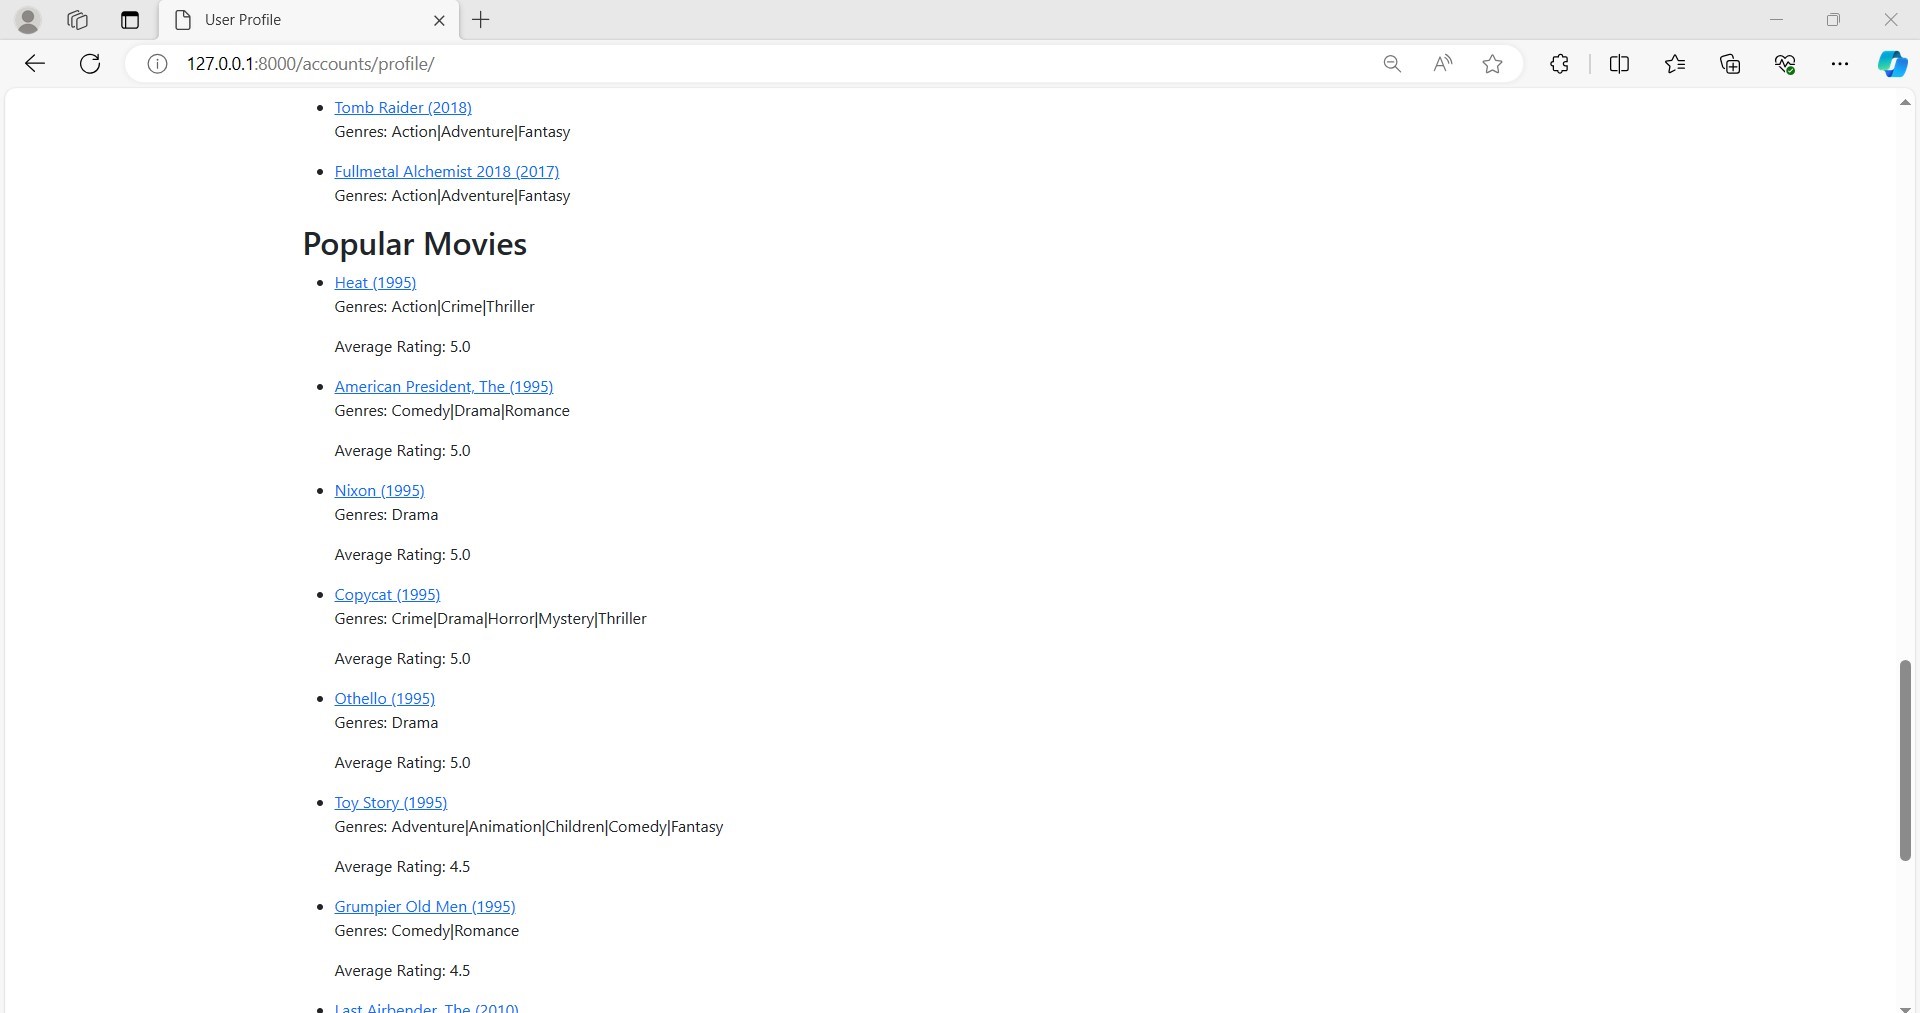 User Profile
127.0.0.1:8000/accounts/profile/
Tomb Raider (2018)
Genres: Action|Adventure|Fantasy
Fullmetal Alchemist 2018 (2017)
Genres: Action|Adventure|Fantasy
Popular Movies
Heat (1995)
Genres: Action|Crime|Thriller
Average Rating: 5.0
American President, The (1995)
Genres: Comedy|Drama|Romance
Average Rating: 5.0
Nixon (1995)
Genres: Drama
Average Rating: 5.0
Copycat (1995)
Genres: Crime|Drama|Horror|Mystery|Thriller
Average Rating: 5.0
Othello (1995)
Genres: Drama
Average Rating: 5.0
Toy Story (1995)
Genres: Adventure|Animation|Children|Comedy|Fantasy
Average Rating: 4.5
Grumpier Old Men (1995)
Genres: Comedy|Romance
Average Rating: 4.5
Last Airbender, The (2010)